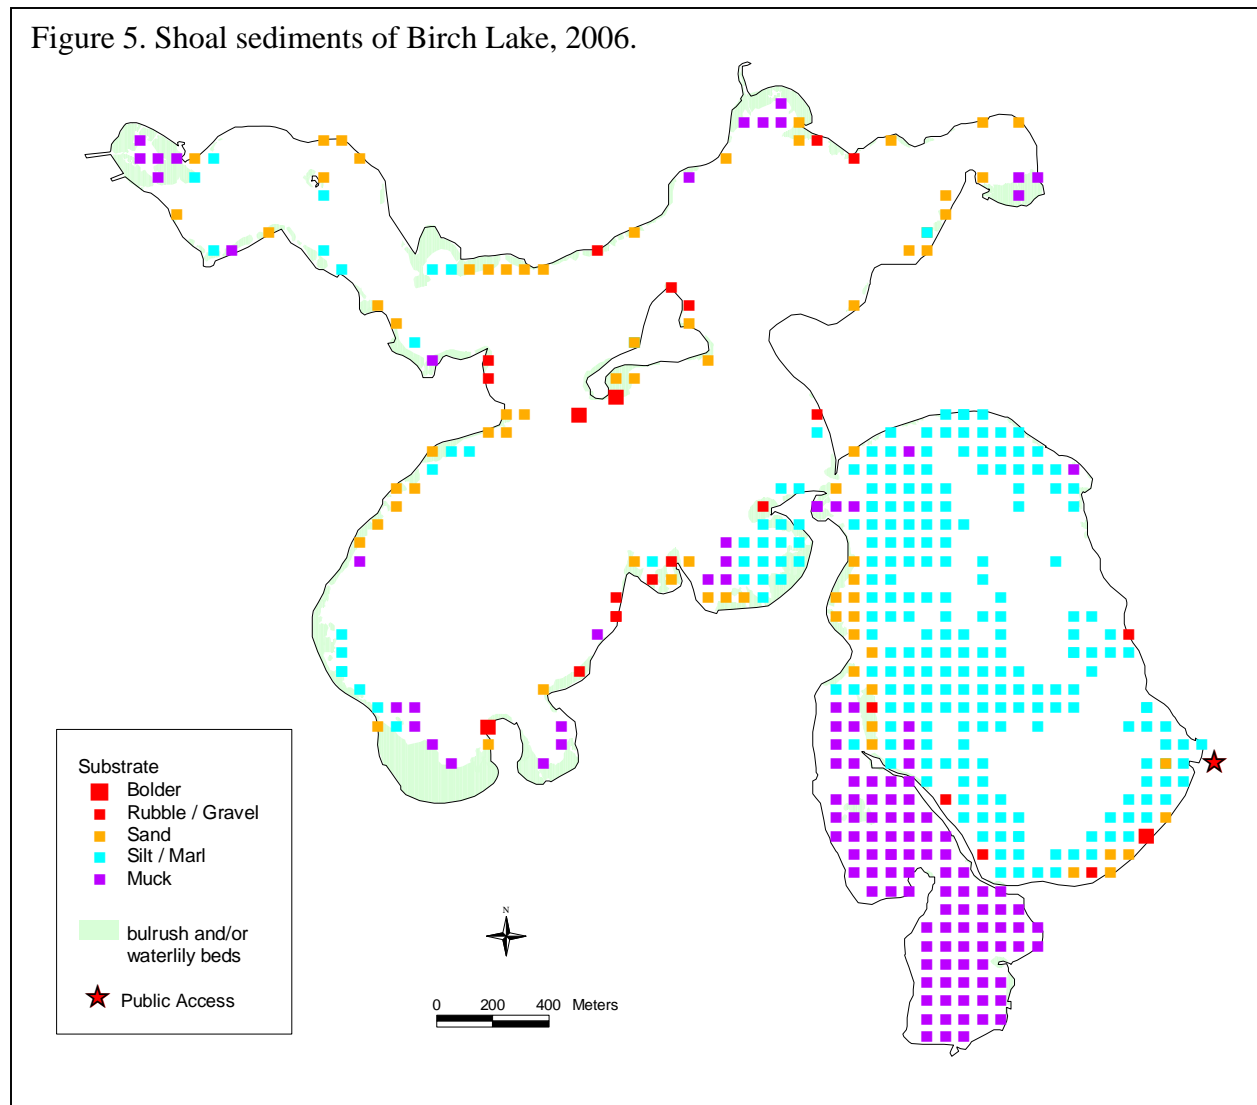 Figure 5. Shoal sediments of Birch Lake, 2006.
Substrate
Bolder
Rubble / Gravel
Sand
Silt / Marl
Muck
bulrush and/or
waterlily beds
Public Access
N
0 200 400 Meters